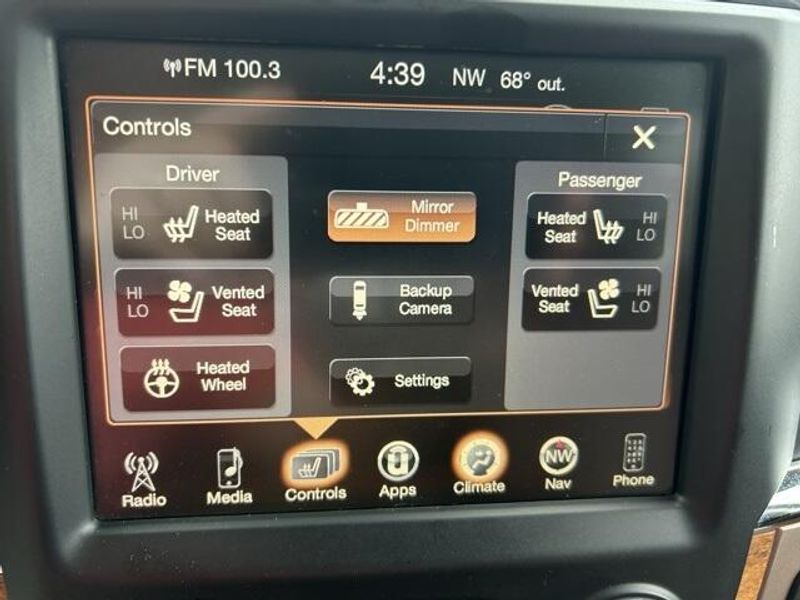 FM 100.3 4:39 NW 68° out.
Controls X
Driver
HI
LO
Heated
Seat
HI
LO
Vented
Seat
Heated
Wheel
Mirror
Dimmer
Backup
Camera
Settings
Passenger
Heated
Seat
HI
LO
Vented
Seat
HI
LO
NW
Radio Media Controls Apps Climate Nav Phone